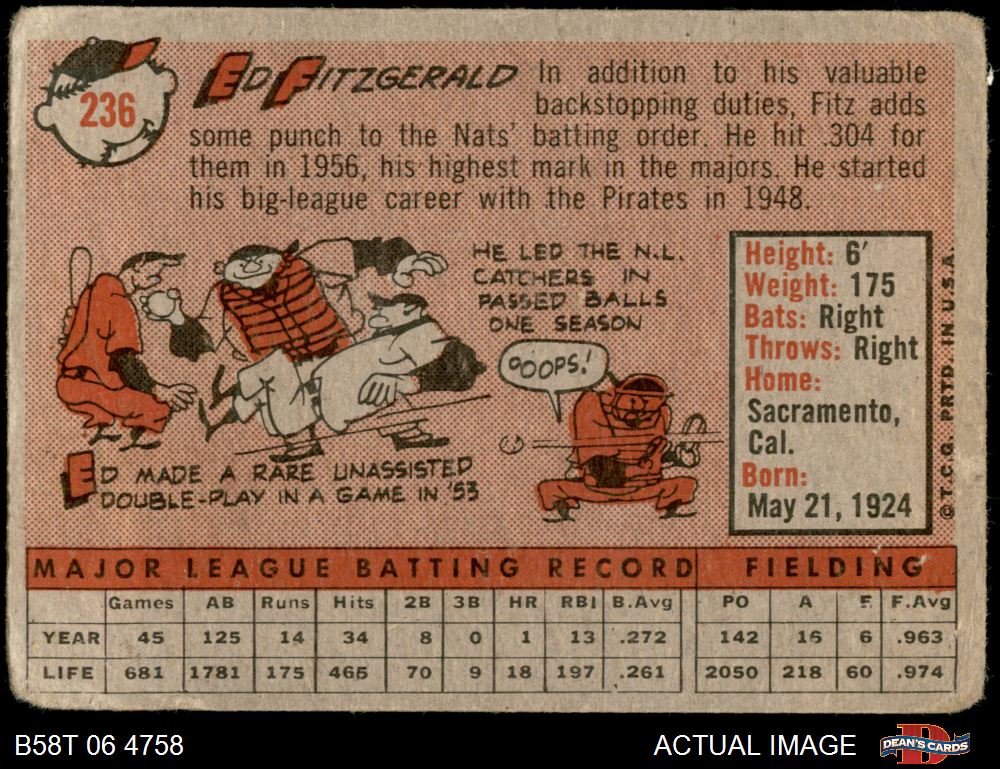 236
ED FITZGERALD
In addition to his valuable
backstopping duties, Fitz adds
some punch to the Nats' batting order. He hit .304 for
them in 1956, his highest mark in the majors. He started
his big-league career with the Pirates in 1948.
HE LED THE N.L.
CATCHERS IN
PASSED BALLS
ONE SEASON
OOOPS!
ED MADE A RARE UNASSISTED
DOUBLE-PLAY IN A GAME IN '53
Height: 6'
Weight: 175
Bats: Right
Throws: Right
Home:
Sacramento,
Cal.
Born:
May 21, 1924
© T.C.G. PRTD. IN U.S.A.
MAJOR LEAGUE BATTING RECORD FIELDING
Games AB Runs Hits 2B 3B HR RBI B.Avg PO A E F.Avg
YEAR 45 125 14 34 8 0 1 13 .272 142 16 6 .963
LIFE 681 1781 175 465 70 9 18 197 .261 2050 218 60 .974
B58T 06 4758
ACTUAL IMAGE
DEAN'S CARDS